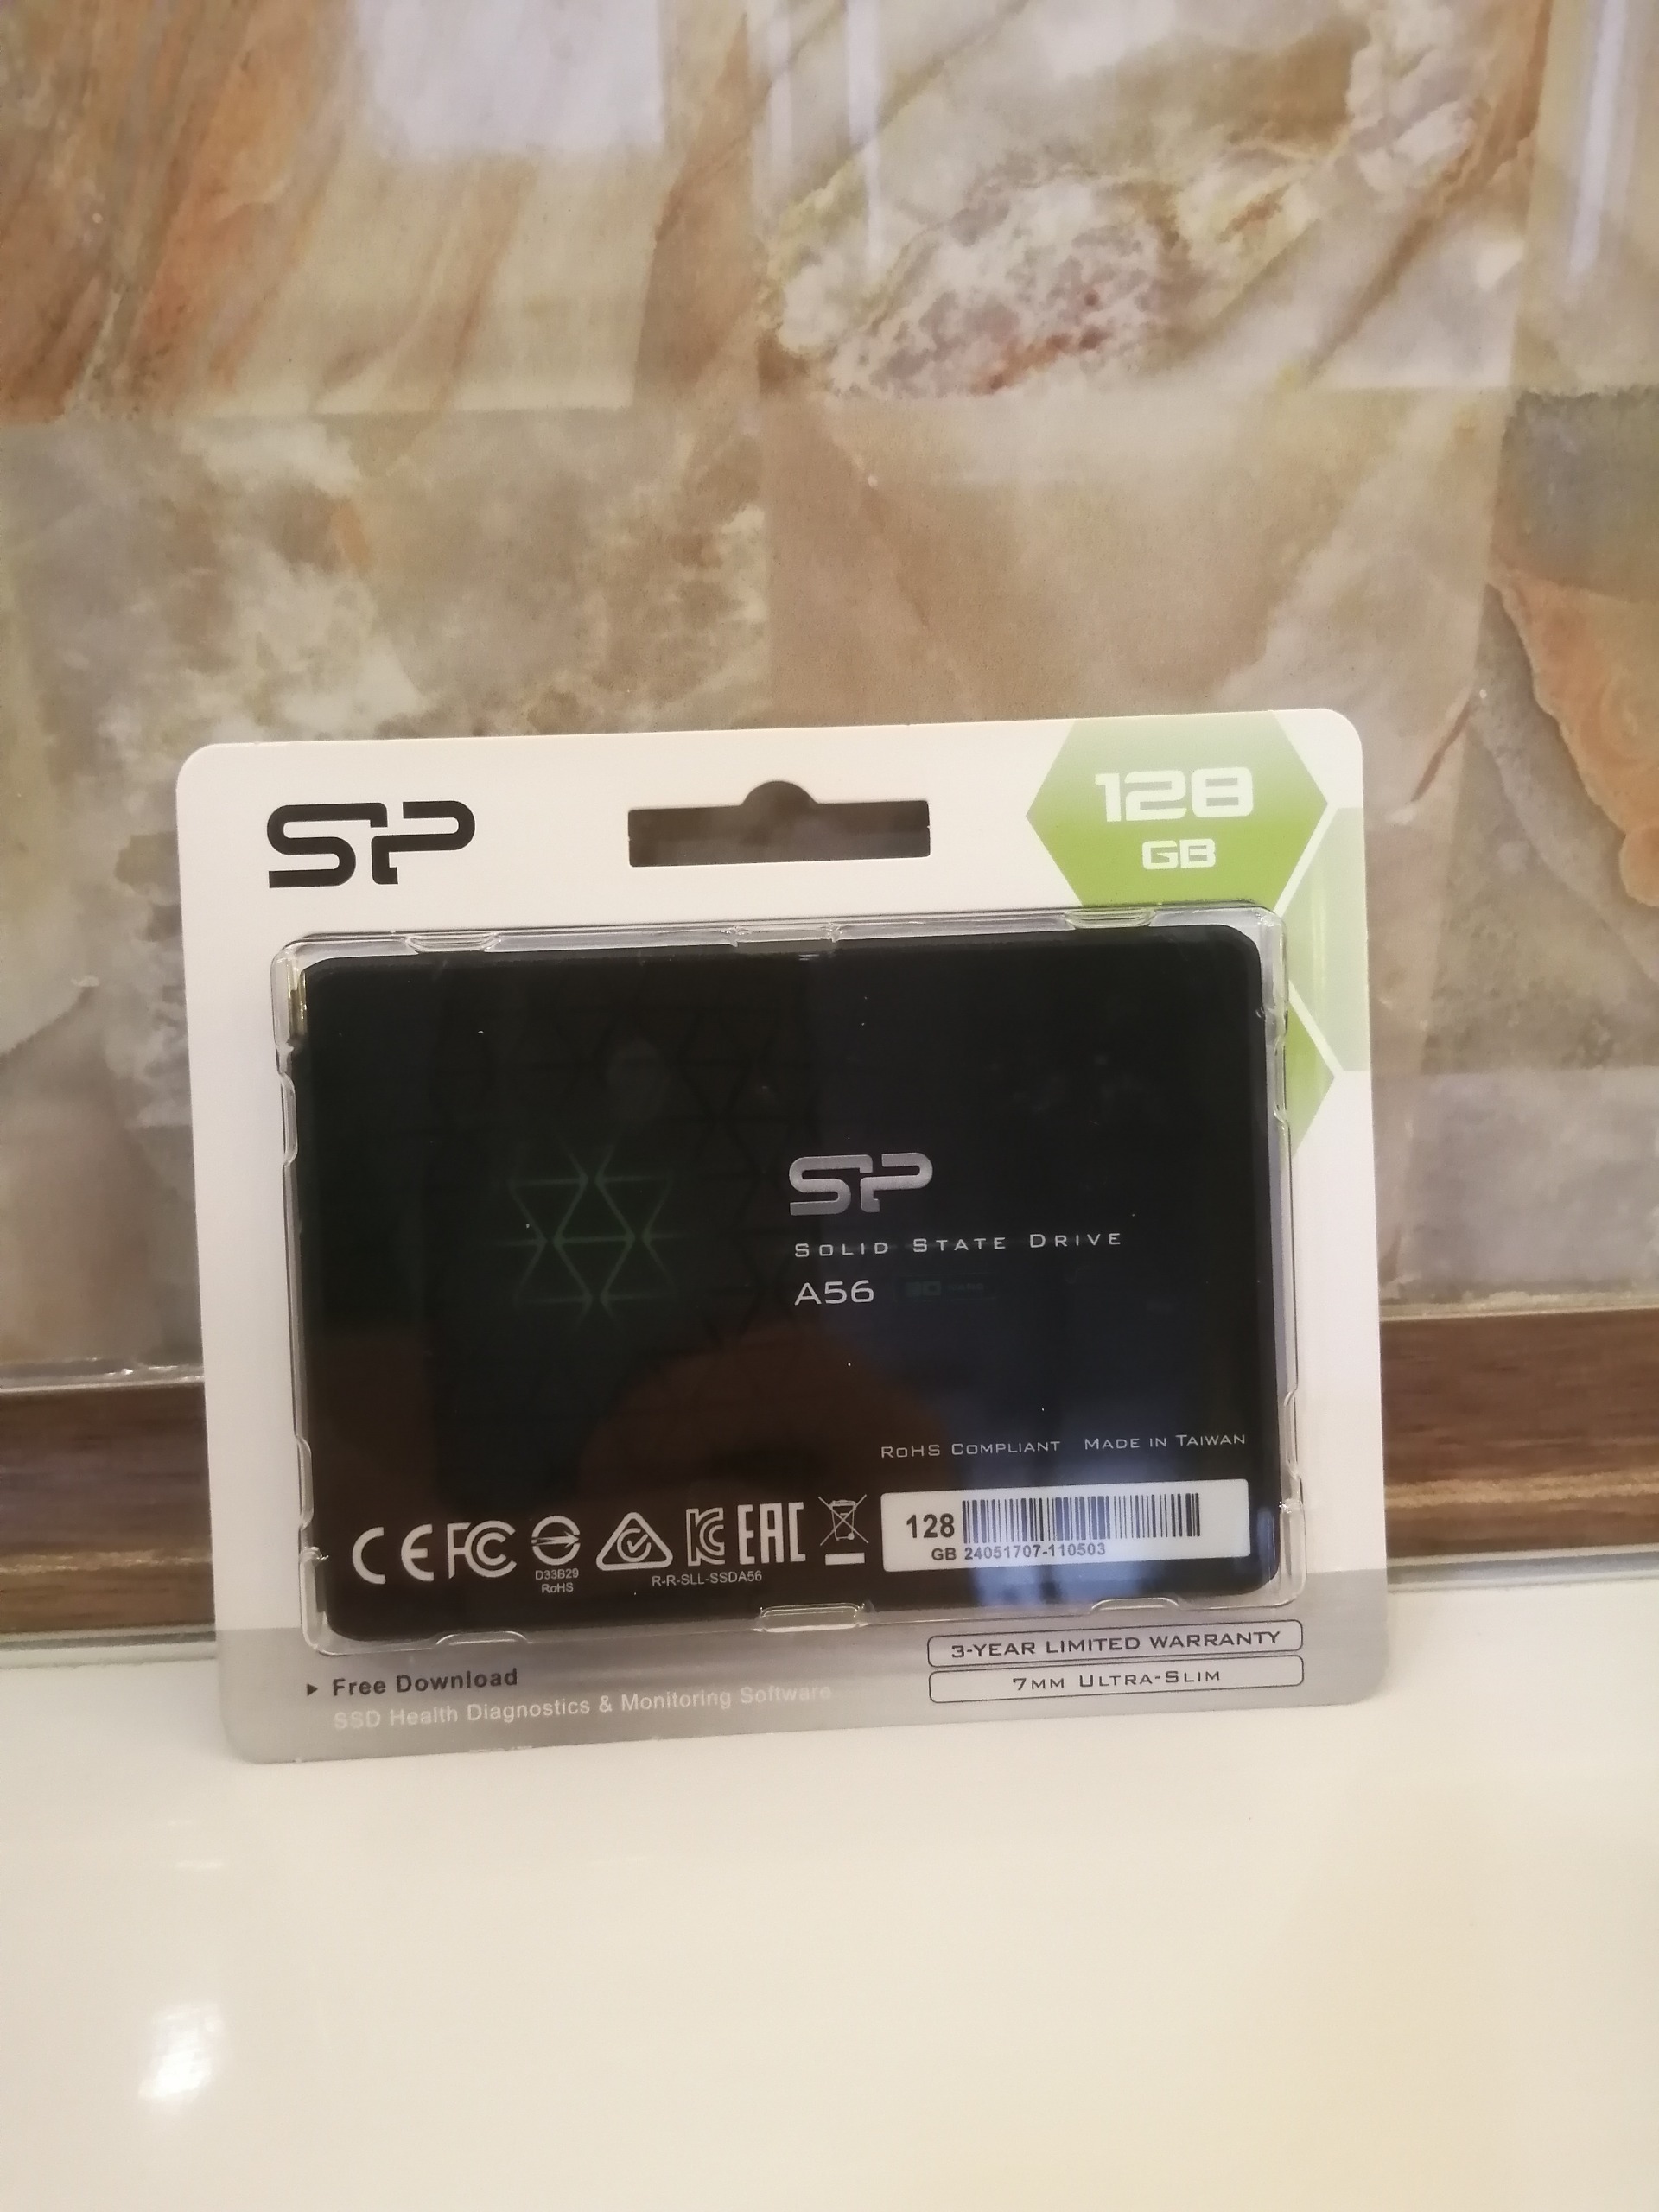 SP
128
GB
SP
SOLID STATE DRIVE
A56
ROHS COMPLIANT MADE IN TAIWAN
CE FC
D33B29
RoHS
R-R-SLL-SSDA56
EAC
128
GB 24051707-110503
3-YEAR LIMITED WARRANTY
7MM ULTRA-SLIM
Free Download
SSD Health Diagnostics & Monitoring Software